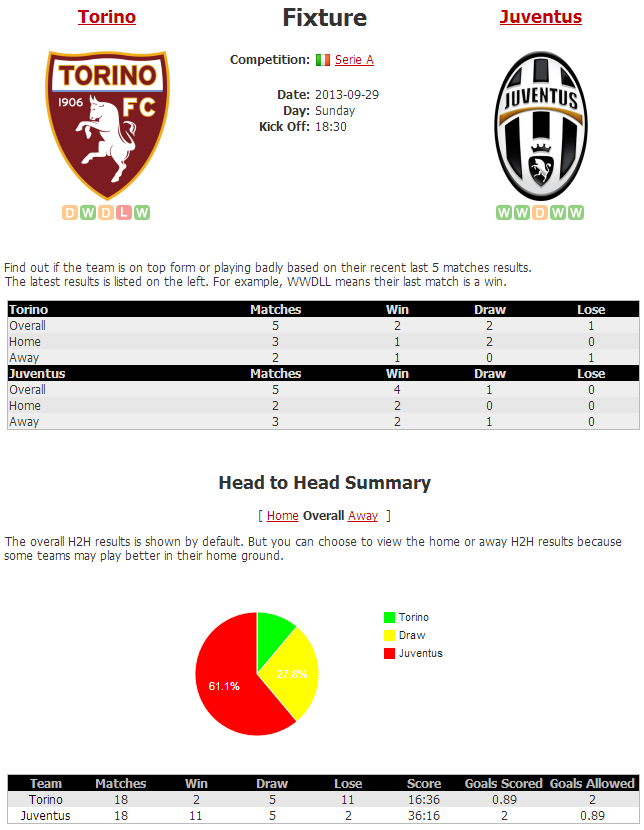 Torino
Fixture
Juventus
TORINO
1906 FC
JUVENTUS
Competition: Serie A
Date: 2013-09-29
Day: Sunday
Kick Off: 18:30
D W D L W
W W D W W
Find out if the team is on top form or playing badly based on their recent last 5 matches results.
The latest results is listed on the left. For example, WWDLL means their last match is a win.
Torino Matches Win Draw Lose
Overall 5 2 2 1
Home 3 1 2 0
Away 2 1 0 1
Juventus Matches Win Draw Lose
Overall 5 4 1 0
Home 2 2 0 0
Away 3 2 1 0
Head to Head Summary
[ Home Overall Away ]
The overall H2H results is shown by default. But you can choose to view the home or away H2H results because
some teams may play better in their home ground.
Torino
Draw
Juventus
27.8%
61.1%
Team Matches Win Draw Lose Score Goals Scored Goals Allowed
Torino 18 2 5 11 16:36 0.89 2
Juventus 18 11 5 2 36:16 2 0.89